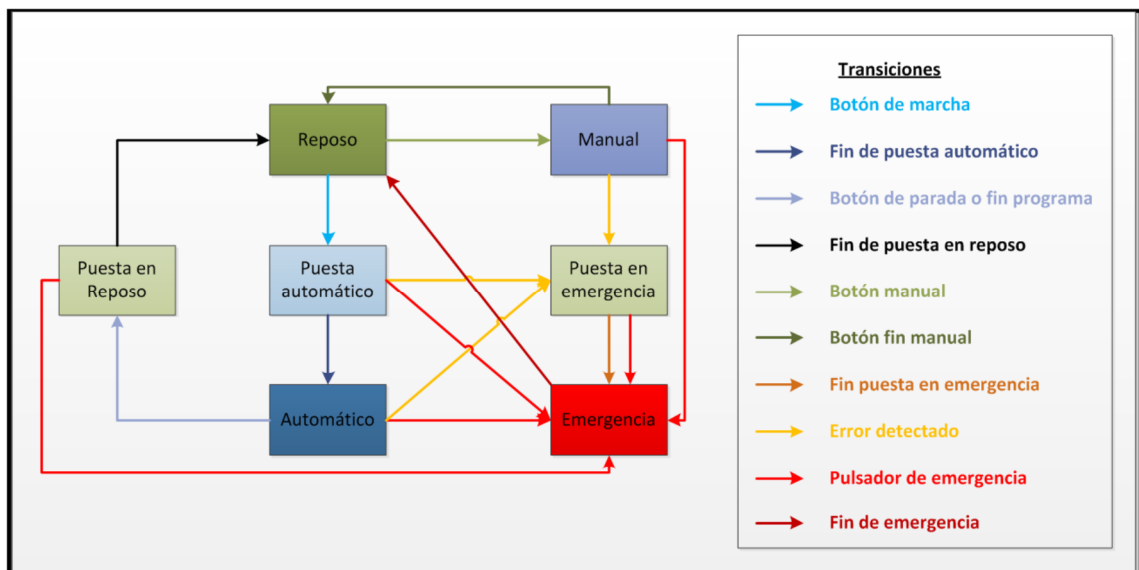 Reposo
Manual
Puesta en
Reposo
Puesta
automático
Puesta en
emergencia
Automático
Emergencia
Transiciones
Botón de marcha
Fin de puesta automático
Botón de parada o fin programa
Fin de puesta en reposo
Botón manual
Botón fin manual
Fin puesta en emergencia
Error detectado
Pulsador de emergencia
Fin de emergencia